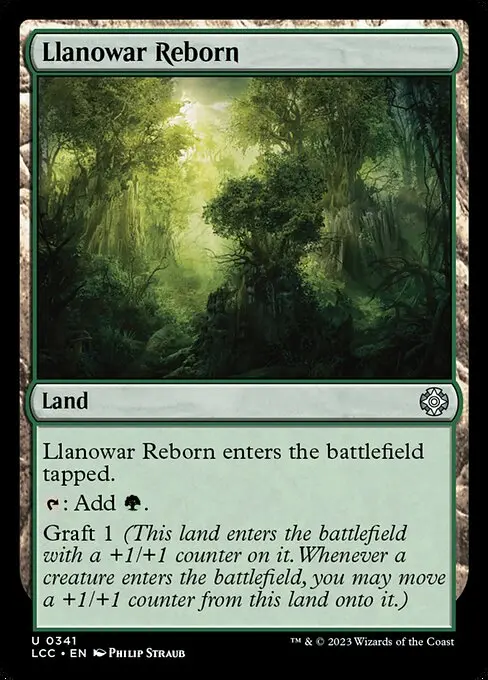 Llanowar Reborn
Land
Llanowar Reborn enters the battlefield
tapped.
: Add .
Graft 1 (This land enters the battlefield
with a +1/+1 counter on it. Whenever a
creature enters the battlefield, you may move
a +1/+1 counter from this land onto it.)
U 0341
™ & © 2023 Wizards of the Coast
LCC • EN Philip Straub